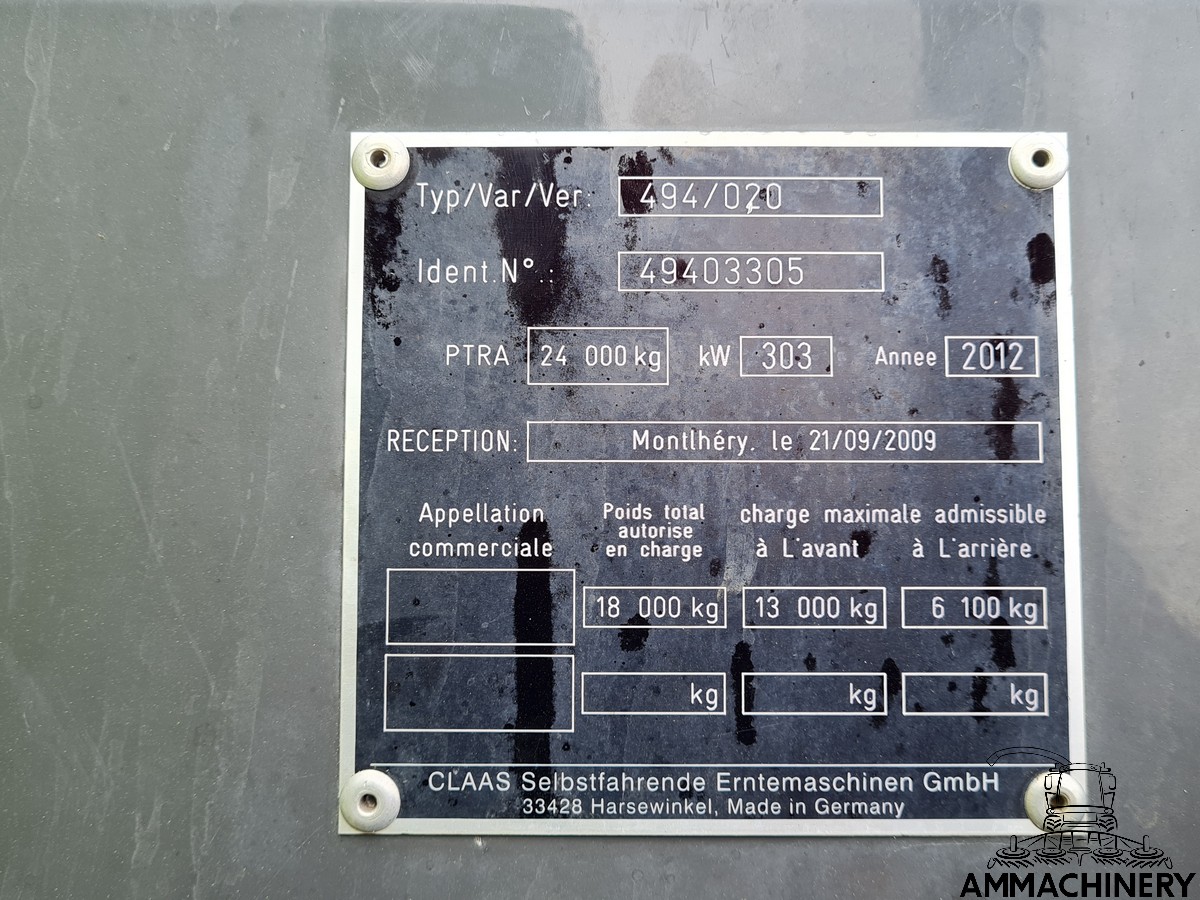 Typ/Var/Ver: 494/020
Ident.N°.: 49403305
PTRA 24 000 kg kW 303 Annee 2012
RECEPTION: Montlhéry. le 21/09/2009
Appellation commerciale
Poids total autorise en charge
charge maximale admissible
à L'avant à L'arrière
18 000 kg 13 000 kg 6 100 kg
kg kg kg
CLAAS Selbstfahrende Erntemaschinen GmbH
33428 Harsewinkel, Made in Germany
AMMACHINERY